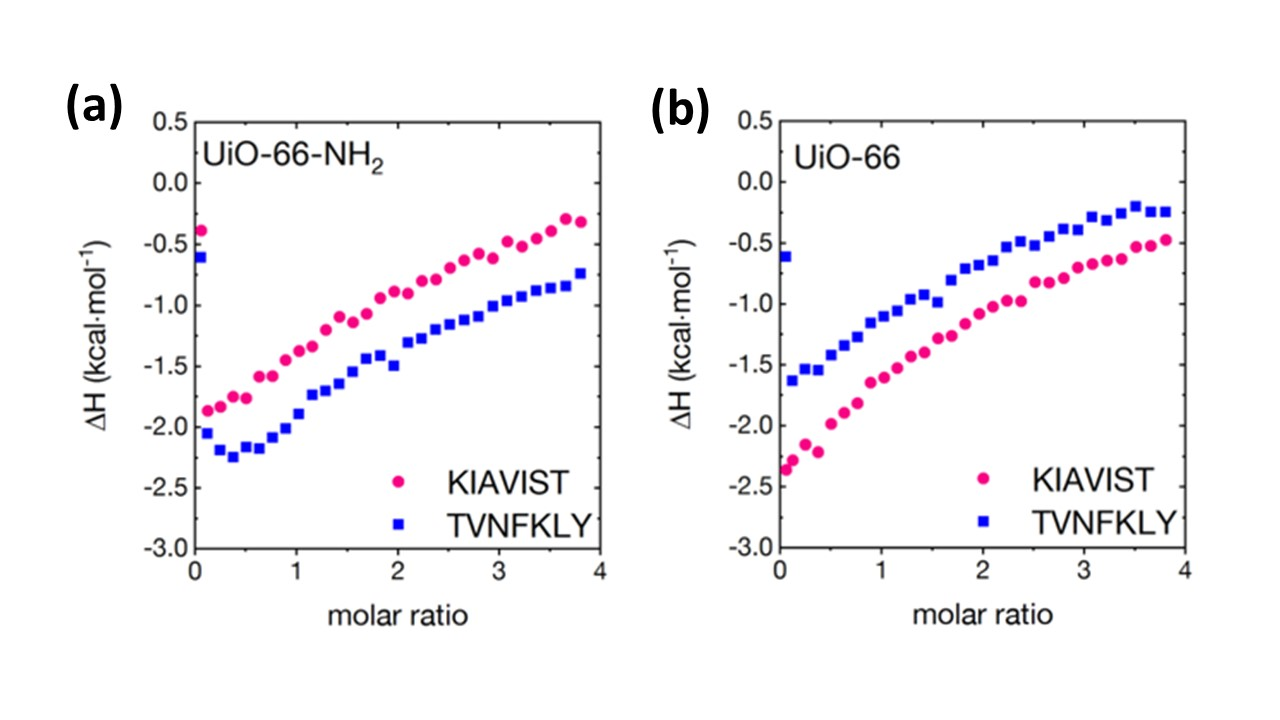 (a)
0.5
0.0
-0.5
-1.0
-1.5
-2.0
-2.5
-3.0
ΔH (kcal·mol⁻¹)
UiO-66-NH₂
KIAVIST
TVNFKLY
0 1 2 3 4
molar ratio
(b)
0.5
0.0
-0.5
-1.0
-1.5
-2.0
-2.5
-3.0
ΔH (kcal·mol⁻¹)
UiO-66
KIAVIST
TVNFKLY
0 1 2 3 4
molar ratio